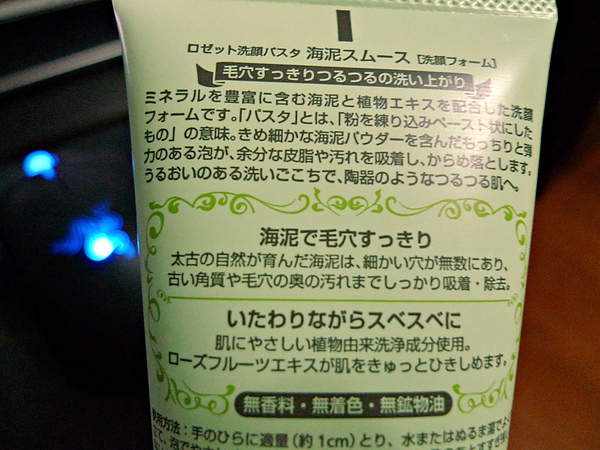 ロゼット洗顔パスタ 海泥スムース [洗顔フォーム]
毛穴すっきりつるつるの洗い上がり
ミネラルを豊富に含む海泥と植物エキスを配合した洗顔
フォームです。「パスタ」とは、「粉を練り込みペースト状にした
もの」の意味。きめ細かな海泥パウダーを含んだもっちりと弾
力のある泡が、余分な皮脂や汚れを吸着し、からめ落とします。
うるおいのある洗いごこちで、陶器のようなつるつる肌へ。
海泥で毛穴すっきり
太古の自然が育んだ海泥は、細かい穴が無数にあり、
古い角質や毛穴の奥の汚れまでしっかり吸着・除去。
いたわりながらスベスベに
肌にやさしい植物由来洗浄成分使用。
ローズフルーツエキスが肌をきゅっとひきしめます。
無香料・無着色・無鉱物油
使用方法：手のひらに適量(約1cm)とり、水またはぬるま湯でよ